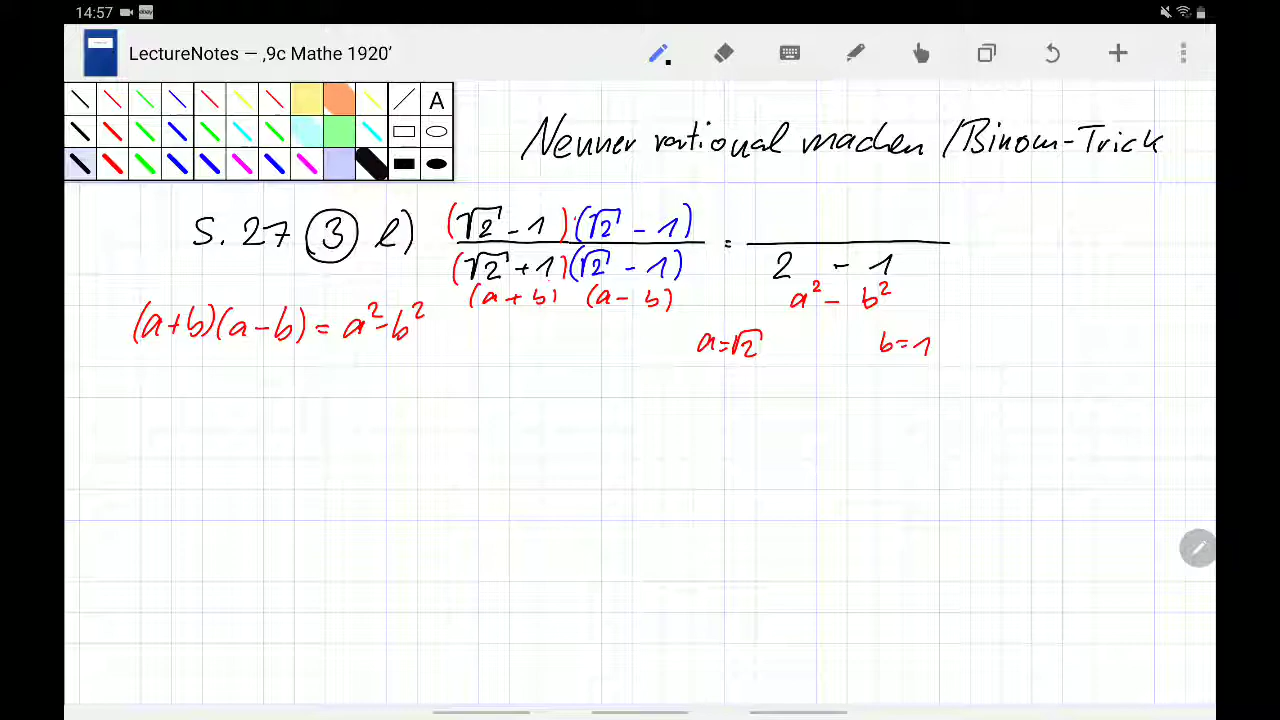 14:57
LectureNotes — ‚9c Mathe 1920’
A
Nenner rational machen / Binom-Trick
S. 27 ③ l) (√2 - 1)(√2 - 1) =
(√2 + 1)(√2 - 1) 2 - 1
(a + b) (a - b) a² - b²
(a+b)(a-b) = a²-b²
a=√2 b=1